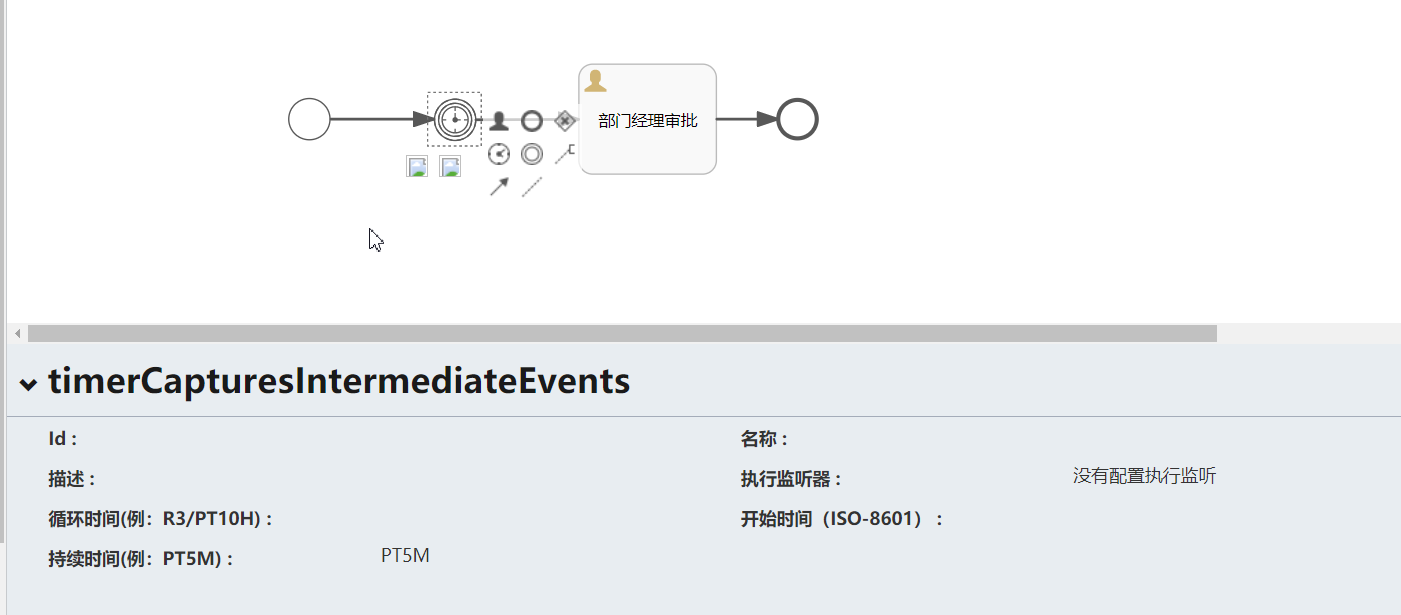 部门经理审批
timerCapturesIntermediateEvents
Id :
名称 :
描述 :
执行监听器 :
没有配置执行监听
循环时间(例：R3/PT10H) :
开始时间（ISO-8601） :
持续时间(例：PT5M) :
PT5M